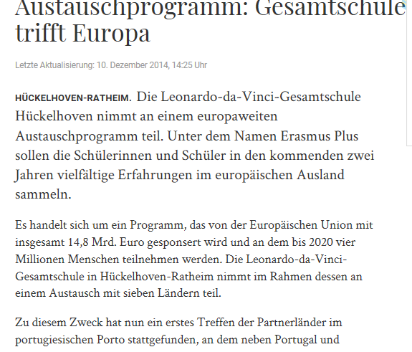 Austauschprogramm: Gesamtschule
trifft Europa
Letzte Aktualisierung: 10. Dezember 2014, 14:25 Uhr
HÜCKELHOVEN-RATHEIM. Die Leonardo-da-Vinci-Gesamtschule
Hückelhoven nimmt an einem europaweiten
Austauschprogramm teil. Unter dem Namen Erasmus Plus
sollen die Schülerinnen und Schüler in den kommenden zwei
Jahren vielfältige Erfahrungen im europäischen Ausland
sammeln.
Es handelt sich um ein Programm, das von der Europäischen Union mit
insgesamt 14,8 Mrd. Euro gesponsert wird und an dem bis 2020 vier
Millionen Menschen teilnehmen werden. Die Leonardo-da-Vinci-
Gesamtschule in Hückelhoven-Ratheim nimmt im Rahmen dessen an
einem Austausch mit sieben Ländern teil.
Zu diesem Zweck hat nun ein erstes Treffen der Partnerländer im
portugiesischen Porto stattgefunden, an dem neben Portugal und